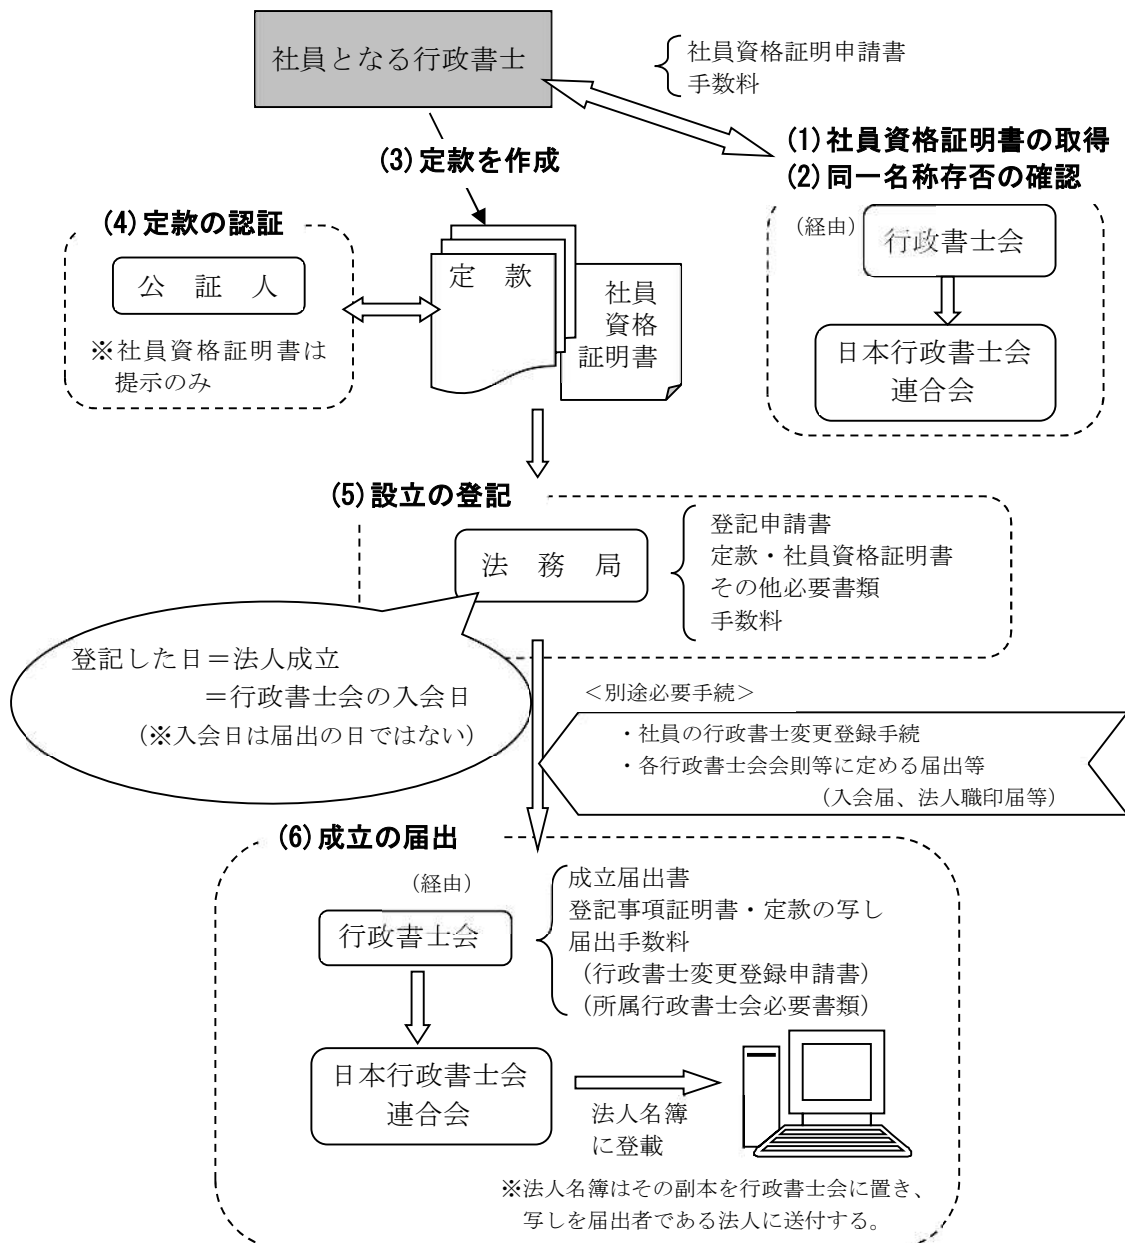 社員となる行政書士
社員資格証明申請書
手数料
(1)社員資格証明書の取得
(2)同一名称存否の確認
(3)定款を作成
(4)定款の認証
(経由)
行政書士会
公 証 人
定 款
社員
資格
証明書
※社員資格証明書は
提示のみ
日本行政書士会
連合会
(5)設立の登記
法 務 局
登記申請書
定款・社員資格証明書
その他必要書類
手数料
登記した日＝法人成立
＝行政書士会の入会日
(※入会日は届出の日ではない)
＜別途必要手続＞
・社員の行政書士変更登録手続
・各行政書士会会則等に定める届出等
(入会届、法人職印届等)
(6)成立の届出
(経由)
行政書士会
成立届出書
登記事項証明書・定款の写し
届出手数料
(行政書士変更登録申請書)
(所属行政書士会必要書類)
日本行政書士会
連合会
法人名簿
に登載
※法人名簿はその副本を行政書士会に置き、
写しを届出者である法人に送付する。